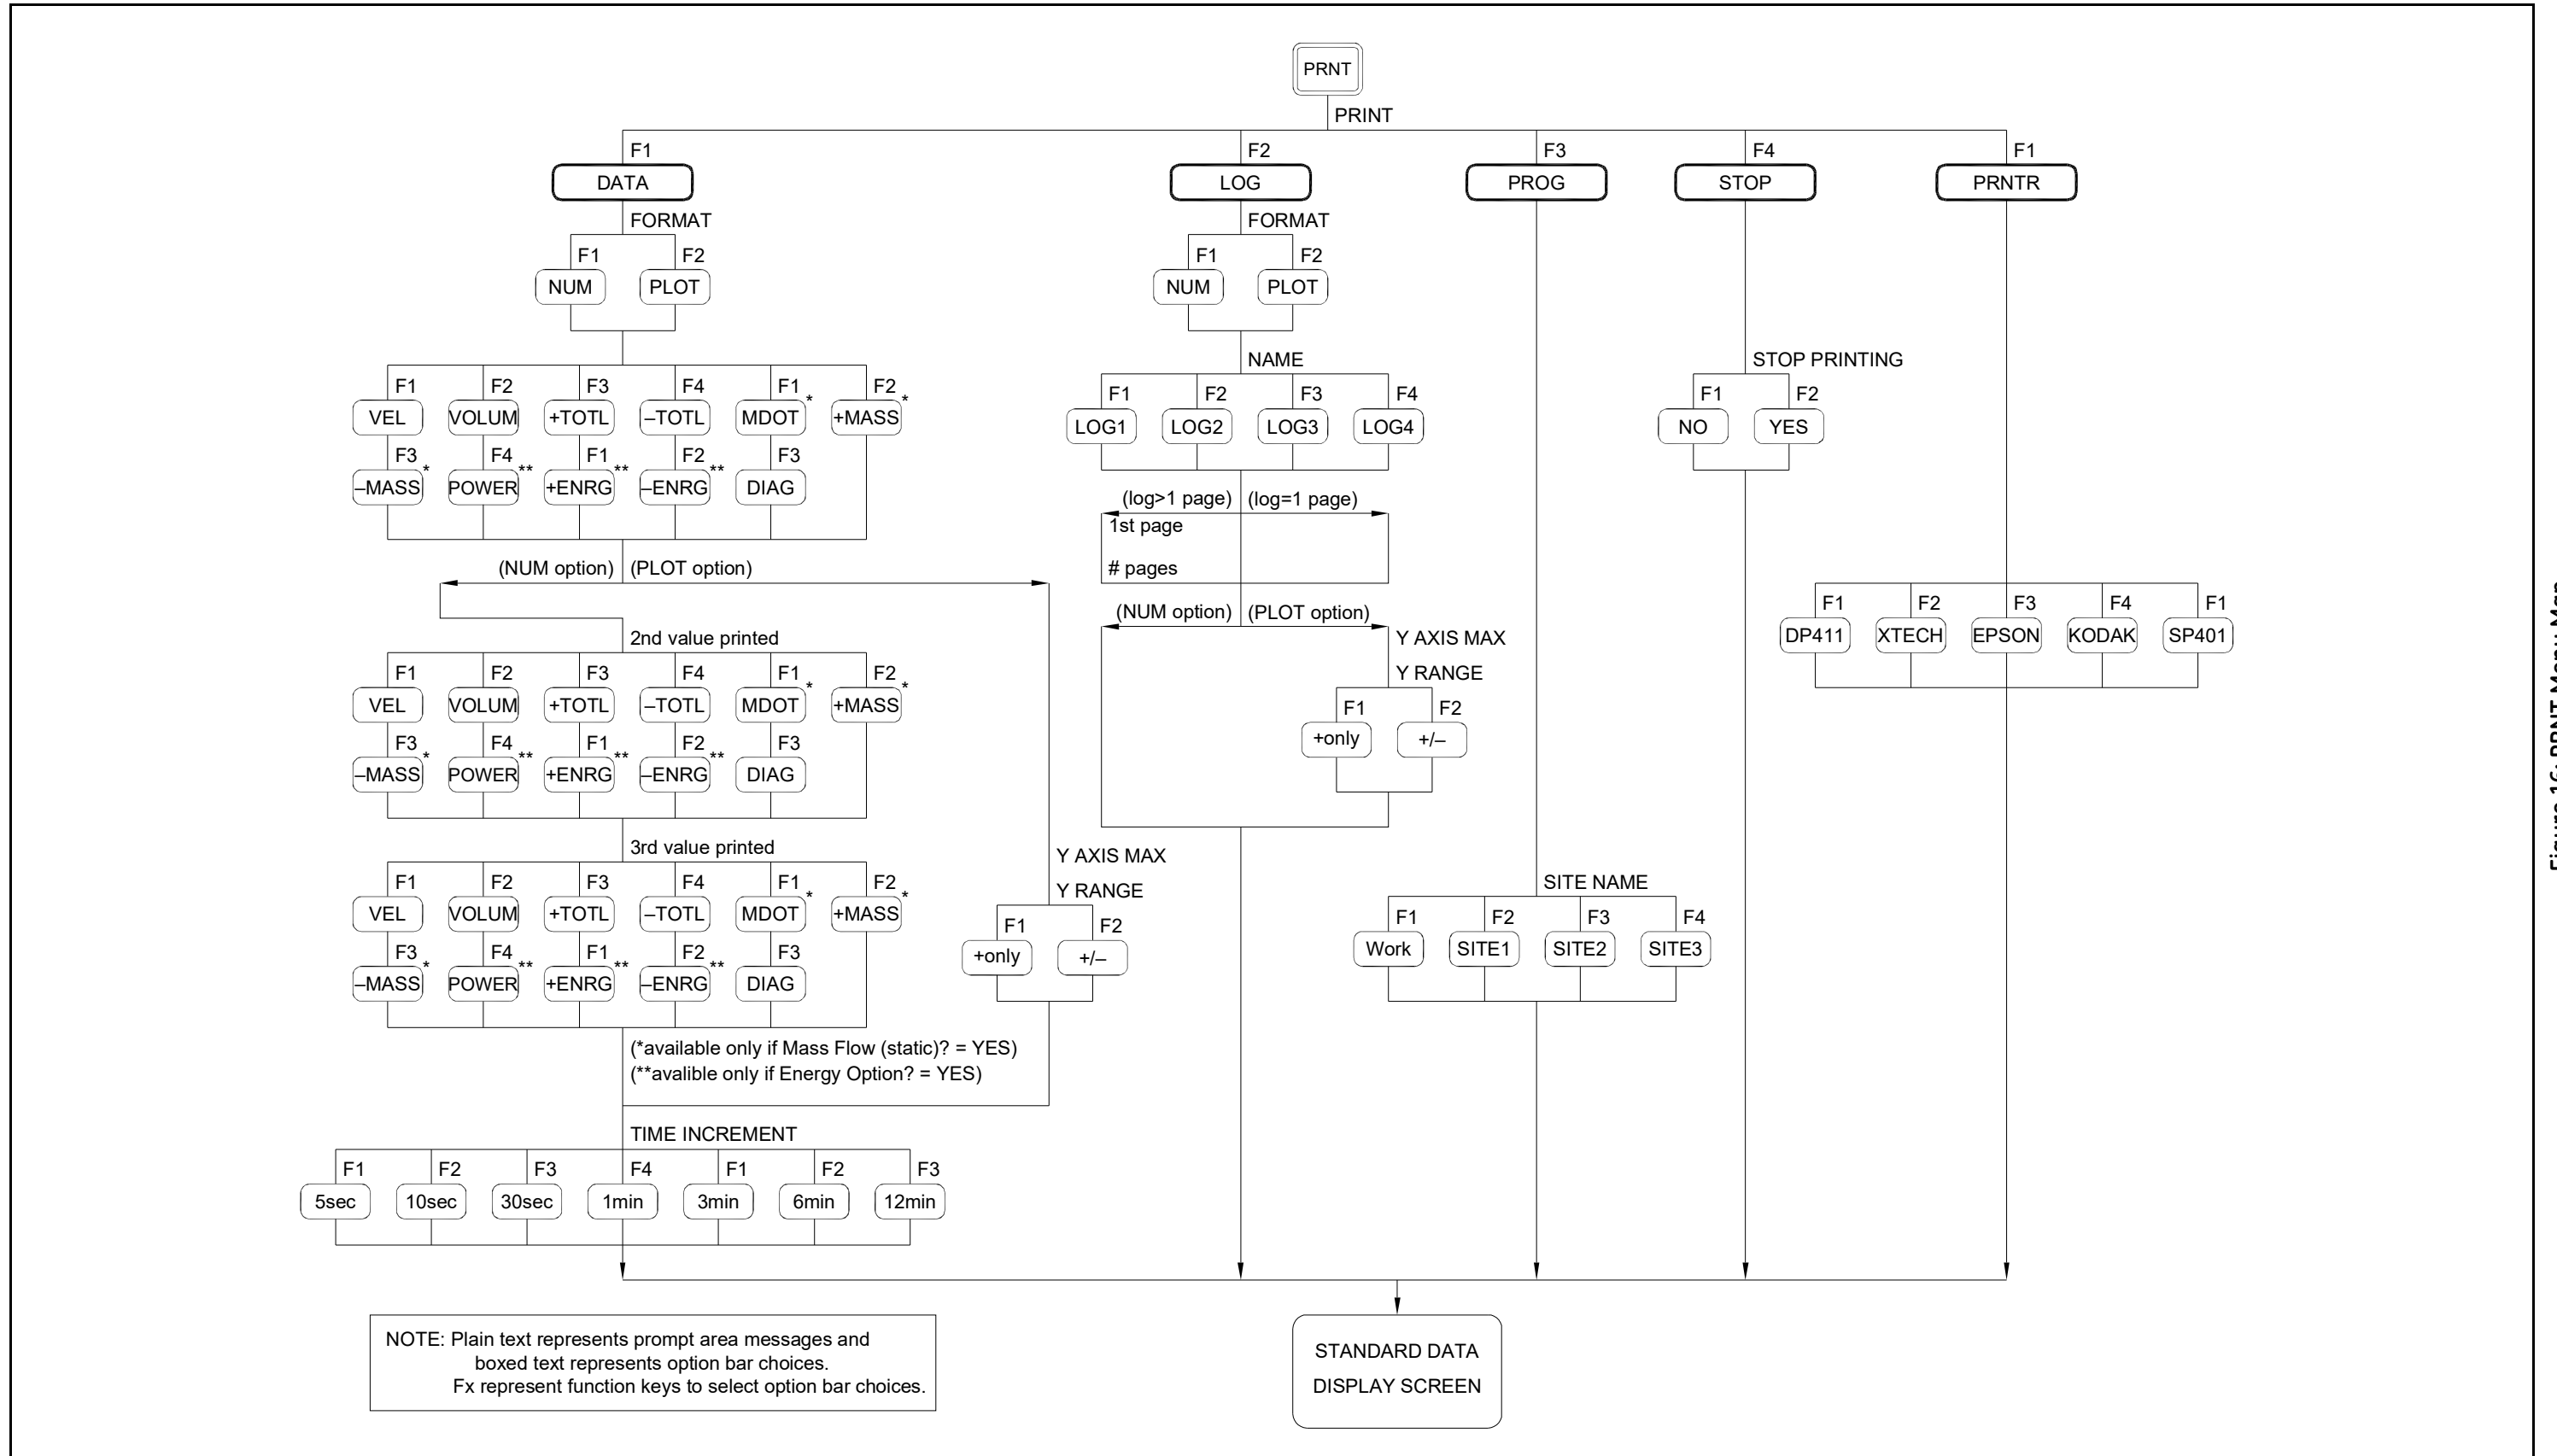 PRNT
PRINT
F1 F2 F3 F4 F1
DATA LOG PROG STOP PRNTR
FORMAT FORMAT
F1 F2 F1 F2
NUM PLOT NUM PLOT
NAME STOP PRINTING
F1 F2 F3 F4 F1 * F2 * F1 F2 F3 F4 F1 F2
VEL VOLUM +TOTL –TOTL MDOT +MASS LOG1 LOG2 LOG3 LOG4 NO YES
F3 * F4 ** F1 ** F2 ** F3
–MASS POWER +ENRG –ENRG DIAG
(log>1 page) (log=1 page)
1st page
# pages
(NUM option) (PLOT option)
F1 F2 F3 F4 F1
DP411 XTECH EPSON KODAK SP401
(NUM option) (PLOT option)
2nd value printed Y AXIS MAX
F1 F2 F3 F4 F1 * F2 * Y RANGE
VEL VOLUM +TOTL –TOTL MDOT +MASS F1 F2
F3 * F4 ** F1 ** F2 ** F3 +only +/–
–MASS POWER +ENRG –ENRG DIAG
3rd value printed Y AXIS MAX
F1 F2 F3 F4 F1 * F2 * Y RANGE SITE NAME
VEL VOLUM +TOTL –TOTL MDOT +MASS F1 F2 F1 F2 F3 F4
F3 * F4 ** F1 ** F2 ** F3 +only +/– Work SITE1 SITE2 SITE3
–MASS POWER +ENRG –ENRG DIAG
(*available only if Mass Flow (static)? = YES)
(**avalible only if Energy Option? = YES)
TIME INCREMENT
F1 F2 F3 F4 F1 F2 F3
5sec 10sec 30sec 1min 3min 6min 12min
NOTE: Plain text represents prompt area messages and
boxed text represents option bar choices.
Fx represent function keys to select option bar choices.
STANDARD DATA
DISPLAY SCREEN
Figure 16: PRNT Menu Map